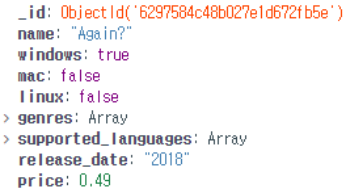 _id: ObjectId('6297584c48b027e1d672fb5e')
name: "Again?"
windows: true
mac: false
linux: false
> genres: Array
> supported_languages: Array
release_date: "2018"
price: 0.49